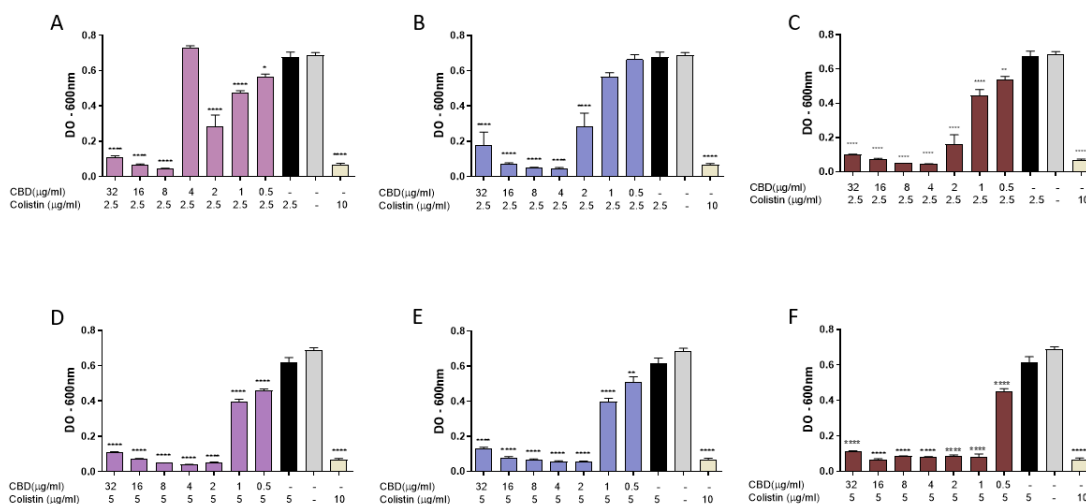 A
DO - 600nm
0.8
0.6
0.4
0.2
0.0
**** **** **** **** **** * ****
CBD(µg/ml) 32 16 8 4 2 1 0.5 - - -
Colistin (µg/ml) 2.5 2.5 2.5 2.5 2.5 2.5 2.5 2.5 - 10
B
DO - 600nm
0.8
0.6
0.4
0.2
0.0
**** **** **** **** **** ****
CBD(µg/ml) 32 16 8 4 2 1 0.5 - - -
Colistin (µg/ml) 2.5 2.5 2.5 2.5 2.5 2.5 2.5 2.5 - 10
C
DO - 600nm
0.8
0.6
0.4
0.2
0.0
**** **** **** **** **** **** ** ****
CBD(µg/ml) 32 16 8 4 2 1 0.5 - - -
Colistin (µg/ml) 2.5 2.5 2.5 2.5 2.5 2.5 2.5 2.5 - 10
D
DO - 600nm
0.8
0.6
0.4
0.2
0.0
**** **** **** **** **** **** **** ****
CBD(µg/ml) 32 16 8 4 2 1 0.5 - - -
Colistin (µg/ml) 5 5 5 5 5 5 5 5 - 10
E
DO - 600nm
0.8
0.6
0.4
0.2
0.0
**** **** **** **** **** **** ** ****
CBD(µg/ml) 32 16 8 4 2 1 0.5 - - -
Colistin (µg/ml) 5 5 5 5 5 5 5 5 - 10
F
DO - 600nm
0.8
0.6
0.4
0.2
0.0
**** **** **** **** **** **** **** ****
CBD(µg/ml) 32 16 8 4 2 1 0.5 - - -
Colistin (µg/ml) 5 5 5 5 5 5 5 5 - 10